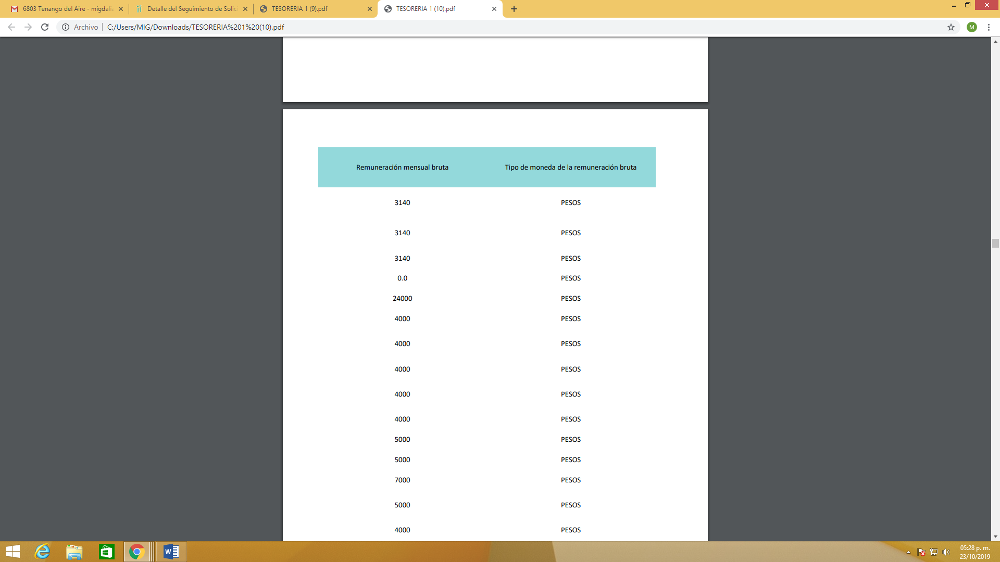 6803 Tenango del Aire - migdalia
Detalle del Seguimiento de Solici
TESORERIA 1 (9).pdf
TESORERIA 1 (10).pdf
Archivo C:/Users/MIG/Downloads/TESORERIA%201%20(10).pdf
M
Remuneración mensual bruta Tipo de moneda de la remuneración bruta
3140 PESOS
3140 PESOS
3140 PESOS
0.0 PESOS
24000 PESOS
4000 PESOS
4000 PESOS
4000 PESOS
4000 PESOS
4000 PESOS
5000 PESOS
5000 PESOS
7000 PESOS
5000 PESOS
4000 PESOS
05:28 p. m.
23/10/2019